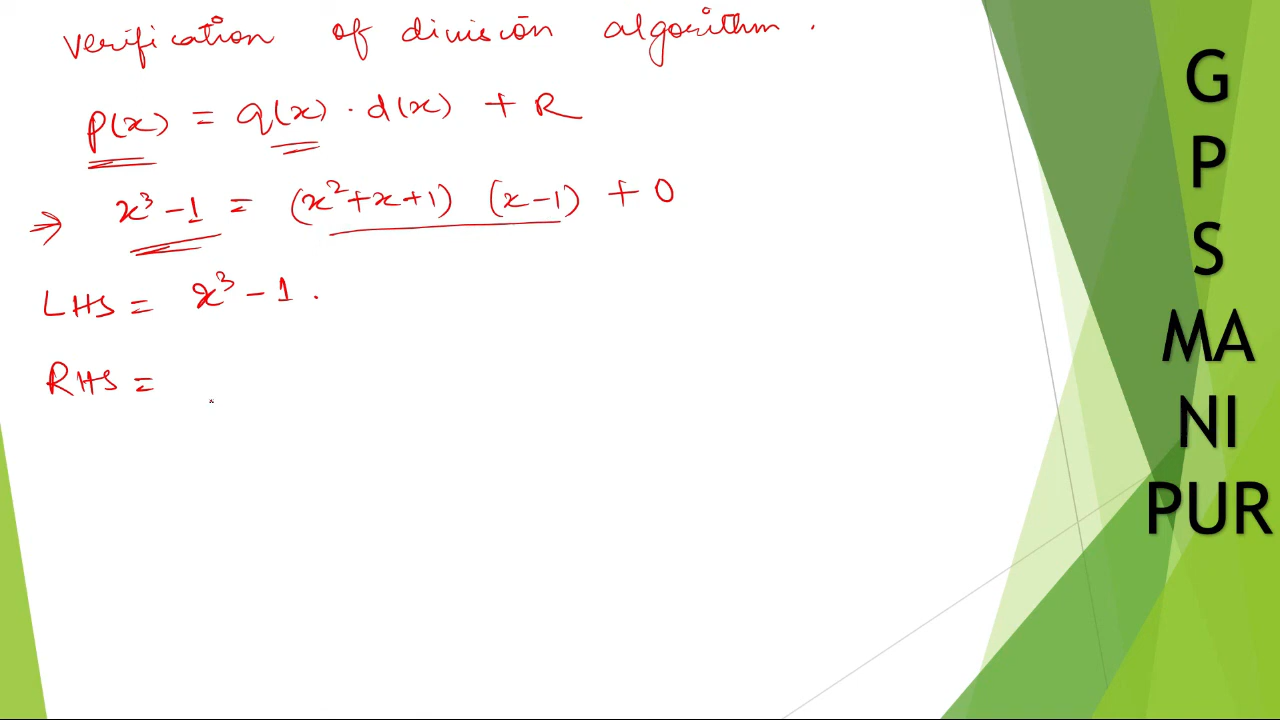 verification of division algorithm.
p(x) = q(x) · d(x) + R
⇒ x³ - 1 = (x² + x + 1) (x - 1) + 0
LHS = x³ - 1.
RHS =
G
P
S
MA
NI
PUR